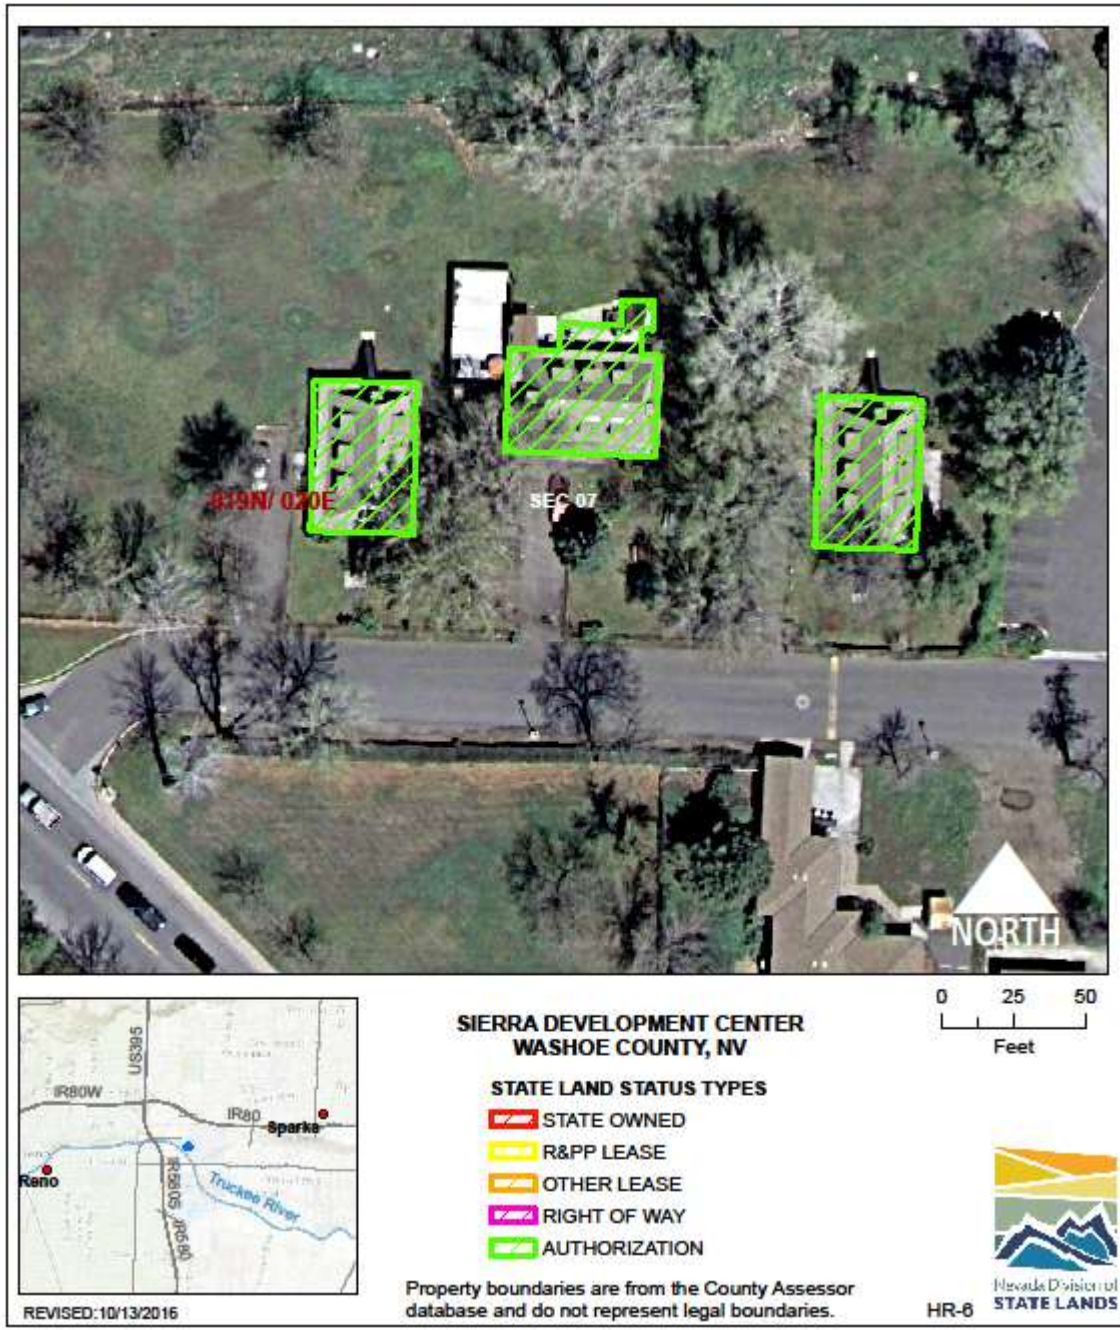 019N/ 020E
SEC 07
NORTH
0 25 50
Feet
US395
IR80W
IR80
Sparks
Reno
IR580S
IR580
Truckee River
REVISED:10/13/2016
SIERRA DEVELOPMENT CENTER
WASHOE COUNTY, NV
STATE LAND STATUS TYPES
STATE OWNED
R&PP LEASE
OTHER LEASE
RIGHT OF WAY
AUTHORIZATION
Property boundaries are from the County Assessor
database and do not represent legal boundaries.
HR-6
Nevada Division of
STATE LANDS